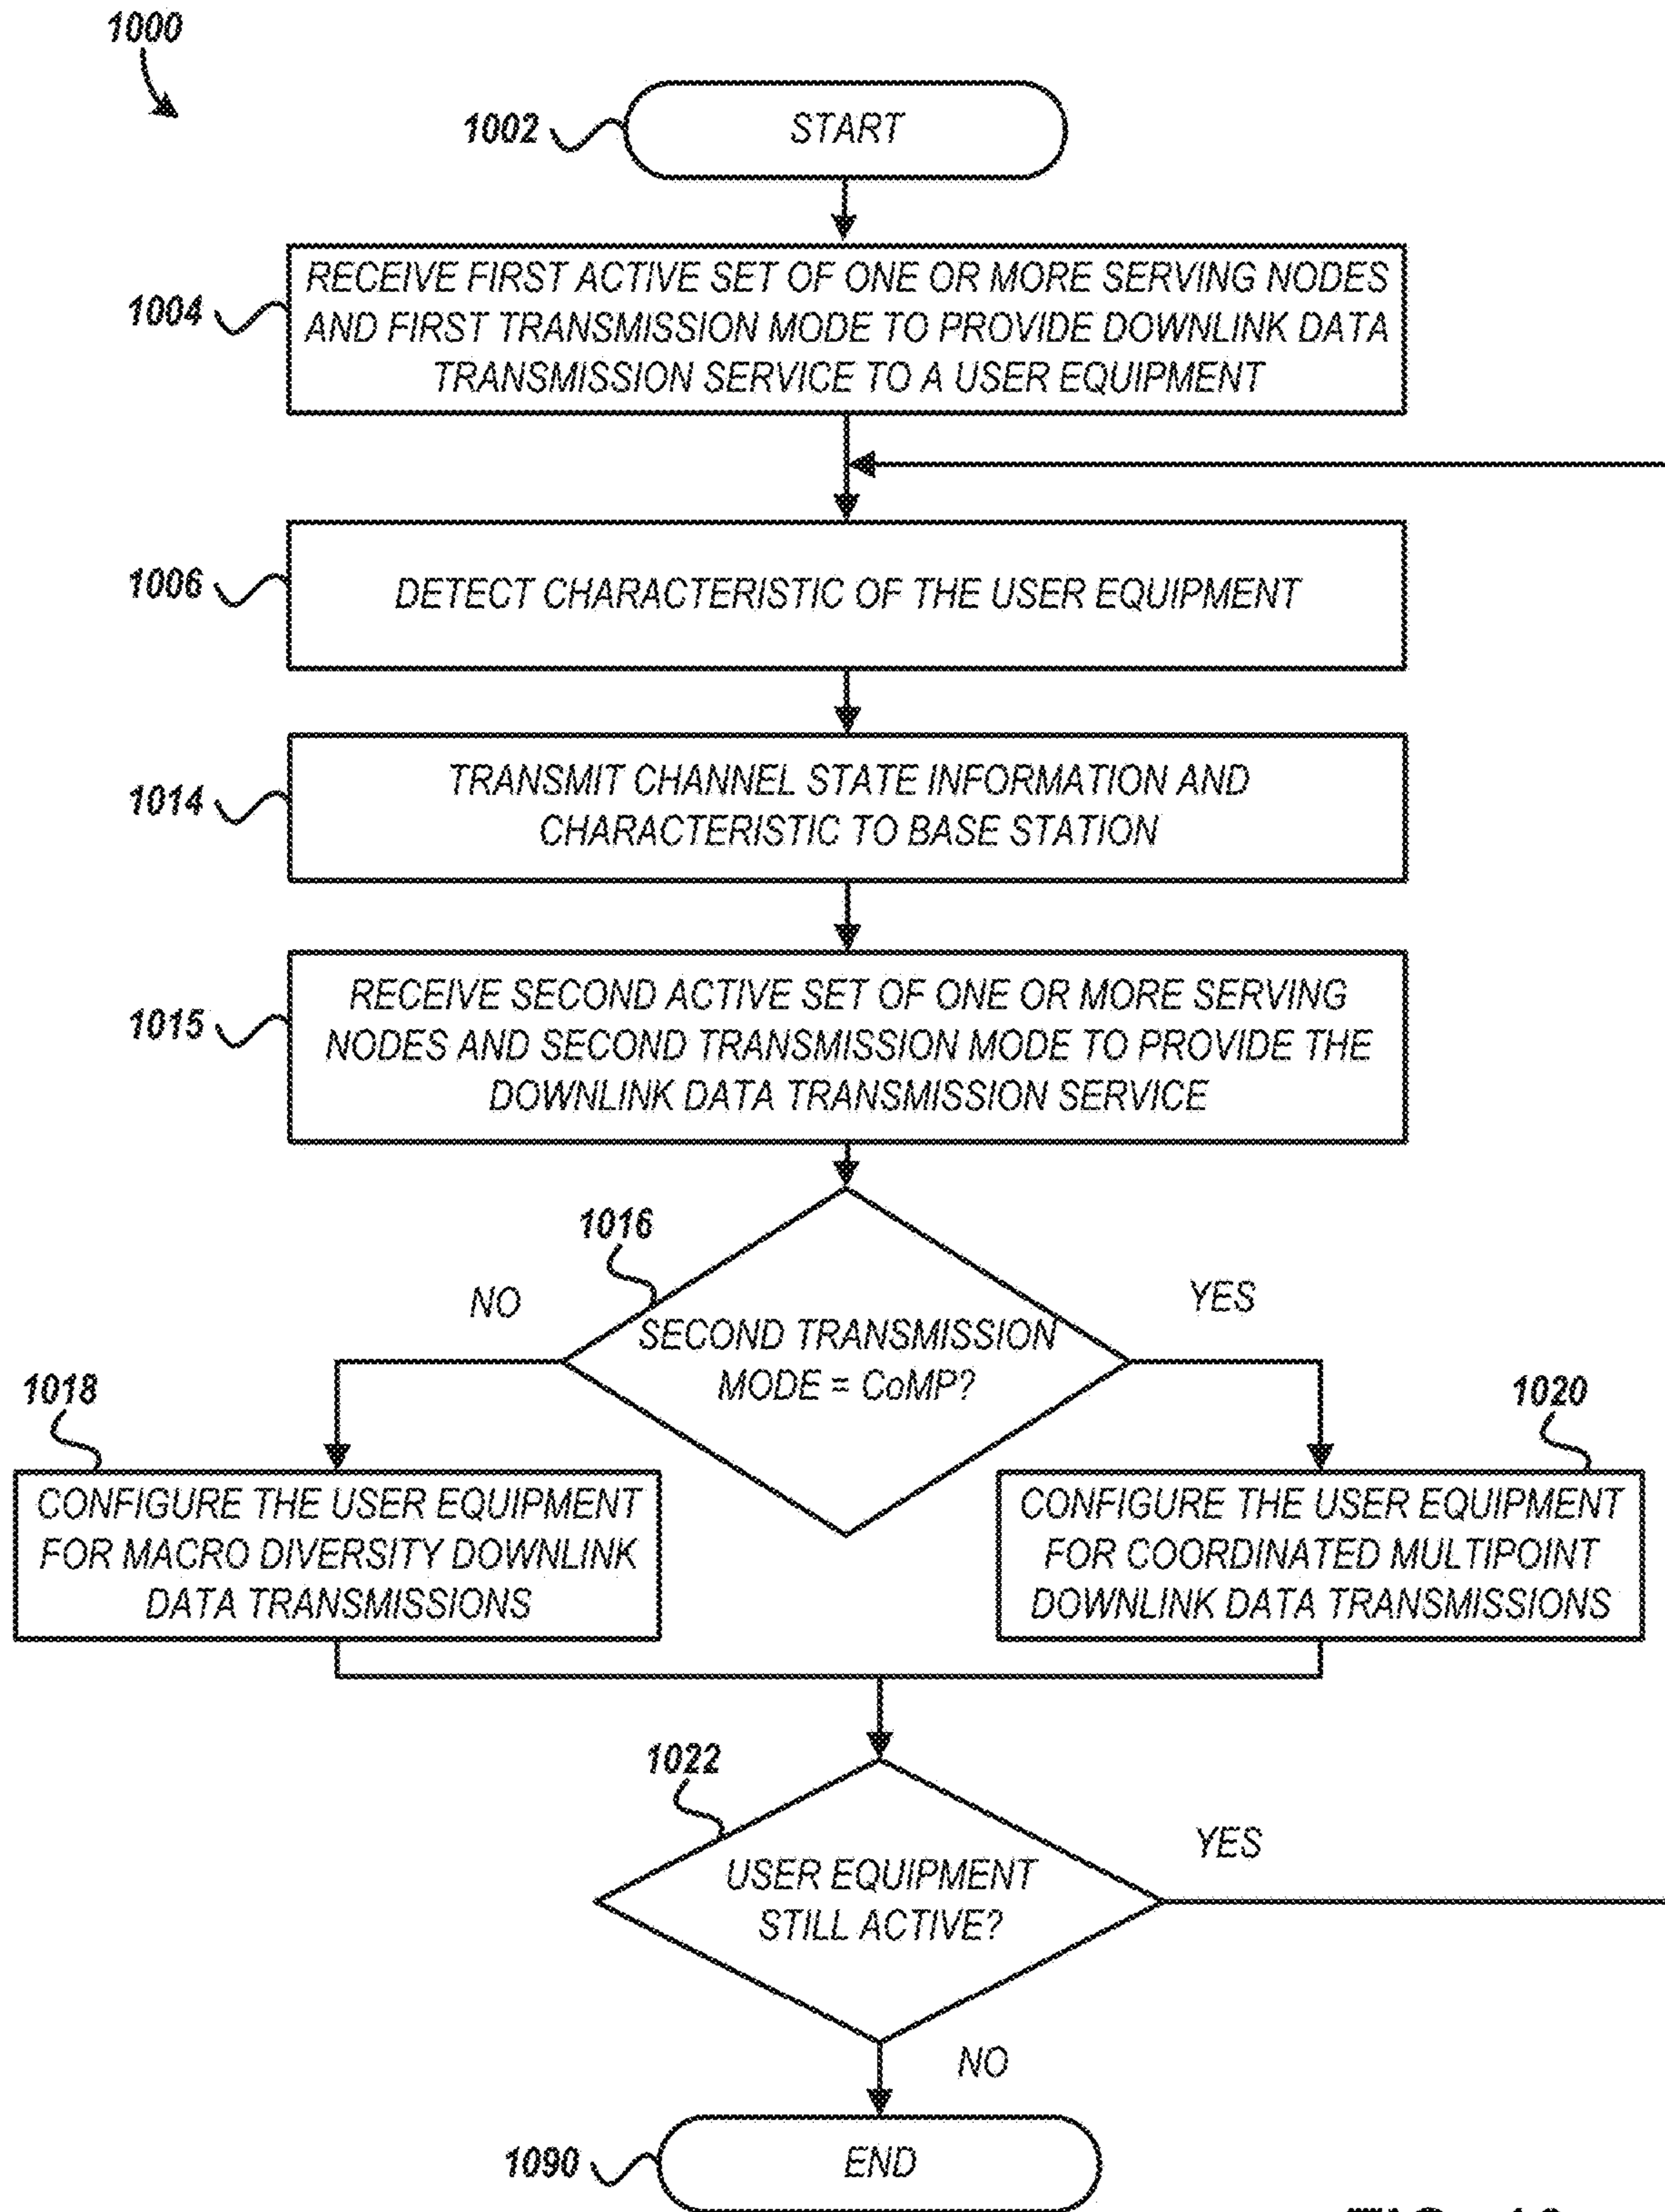 1000
1002
START
1004
RECEIVE FIRST ACTIVE SET OF ONE OR MORE SERVING NODES
AND FIRST TRANSMISSION MODE TO PROVIDE DOWNLINK DATA
TRANSMISSION SERVICE TO A USER EQUIPMENT
1006
DETECT CHARACTERISTIC OF THE USER EQUIPMENT
1014
TRANSMIT CHANNEL STATE INFORMATION AND
CHARACTERISTIC TO BASE STATION
1015
RECEIVE SECOND ACTIVE SET OF ONE OR MORE SERVING
NODES AND SECOND TRANSMISSION MODE TO PROVIDE THE
DOWNLINK DATA TRANSMISSION SERVICE
1016
NO
YES
SECOND TRANSMISSION
MODE = CoMP?
1018
CONFIGURE THE USER EQUIPMENT
FOR MACRO DIVERSITY DOWNLINK
DATA TRANSMISSIONS
1020
CONFIGURE THE USER EQUIPMENT
FOR COORDINATED MULTIPOINT
DOWNLINK DATA TRANSMISSIONS
1022
YES
USER EQUIPMENT
STILL ACTIVE?
NO
1090
END